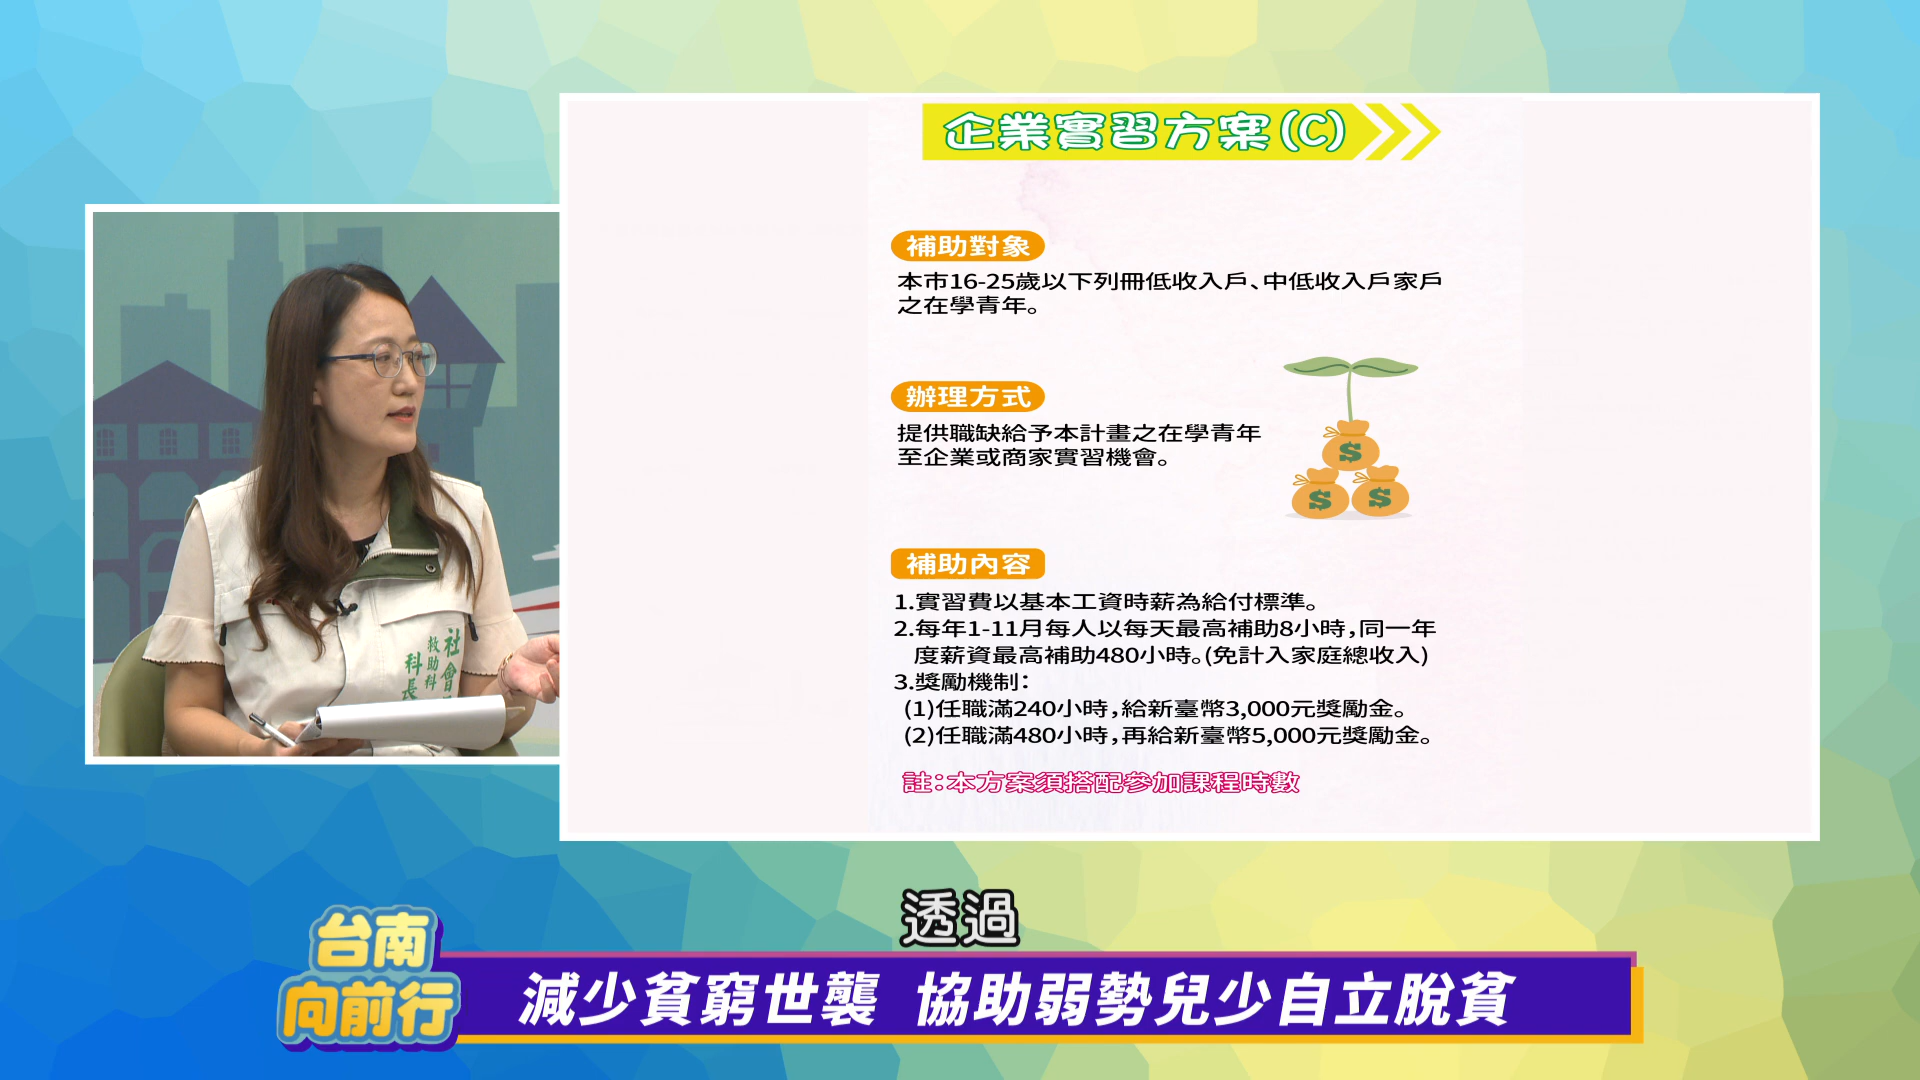 企業實習方案(C)
補助對象
本市16-25歲以下列冊低收入戶、中低收入戶家戶
之在學青年。
辦理方式
提供職缺給予本計畫之在學青年
至企業或商家實習機會。
$
$
$
補助內容
1.實習費以基本工資時薪為給付標準。
2.每年1-11月每人以每天最高補助8小時,同一年
度薪資最高補助480小時。(免計入家庭總收入)
3.獎勵機制:
(1)任職滿240小時,給新臺幣3,000元獎勵金。
(2)任職滿480小時,再給新臺幣5,000元獎勵金。
註:本方案須搭配參加課程時數
社會
救助科
科長
透過
台南
向前行
減少貧窮世襲 協助弱勢兒少自立脫貧